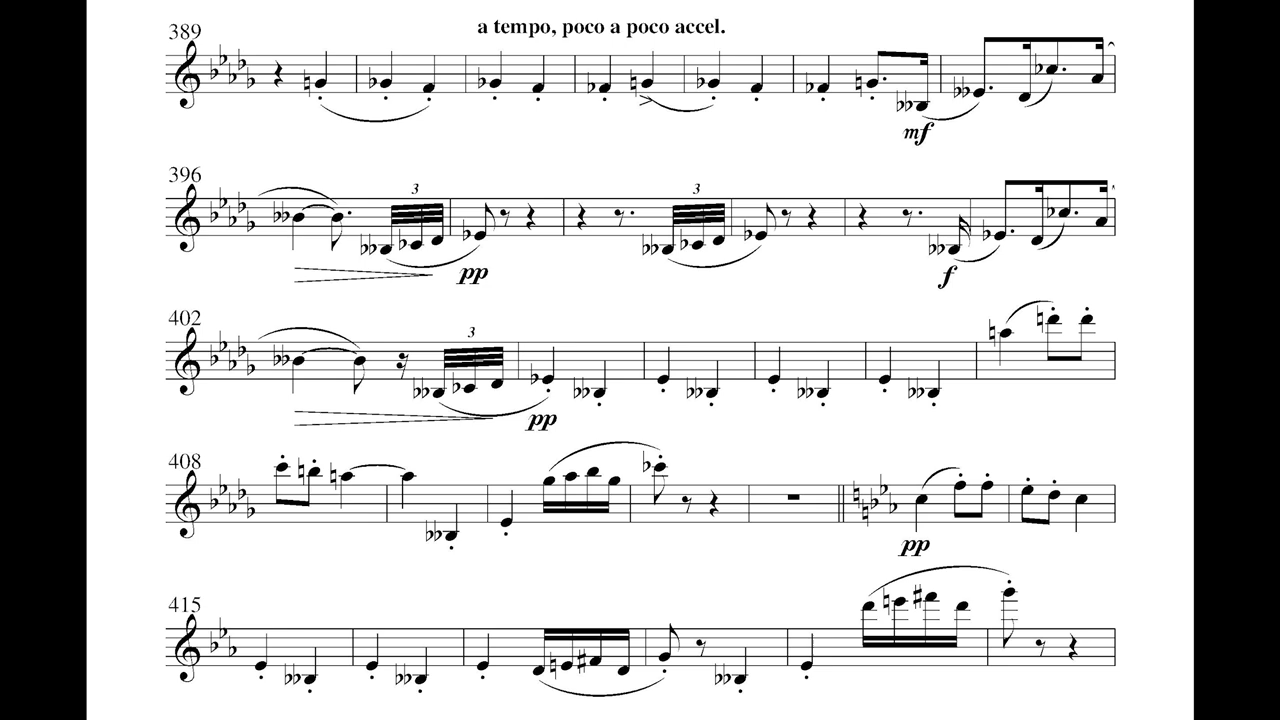 389
a tempo, poco a poco accel.
mf
396
3
3
pp
f
402
3
pp
408
pp
415